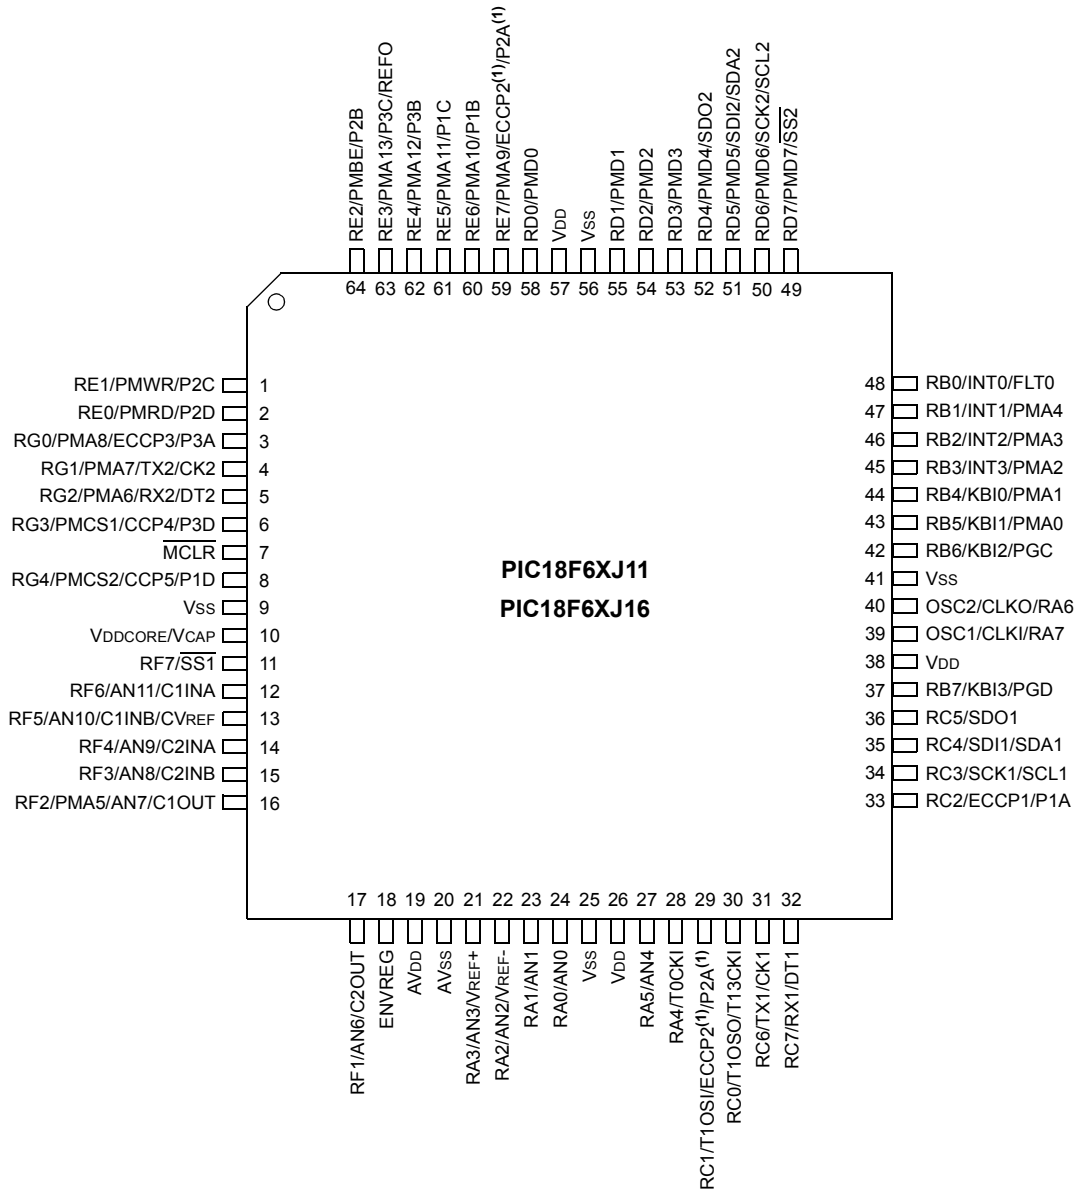 RE2/PMBE/P2B
RE3/PMA13/P3C/REFO
RE4/PMA12/P3B
RE5/PMA11/P1C
RE6/PMA10/P1B
RE7/PMA9/ECCP2(1)/P2A(1)
RD0/PMD0
VDD
VSS
RD1/PMD1
RD2/PMD2
RD3/PMD3
RD4/PMD4/SDO2
RD5/PMD5/SDI2/SDA2
RD6/PMD6/SCK2/SCL2
RD7/PMD7/SS2
64 63 62 61 60 59 58 57 56 55 54 53 52 51 50 49
RE1/PMWR/P2C 1
RE0/PMRD/P2D 2
RG0/PMA8/ECCP3/P3A 3
RG1/PMA7/TX2/CK2 4
RG2/PMA6/RX2/DT2 5
RG3/PMCS1/CCP4/P3D 6
MCLR 7
RG4/PMCS2/CCP5/P1D 8
VSS 9
VDDCORE/VCAP 10
RF7/SS1 11
RF6/AN11/C1INA 12
RF5/AN10/C1INB/CVREF 13
RF4/AN9/C2INA 14
RF3/AN8/C2INB 15
RF2/PMA5/AN7/C1OUT 16
PIC18F6XJ11
PIC18F6XJ16
48 RB0/INT0/FLT0
47 RB1/INT1/PMA4
46 RB2/INT2/PMA3
45 RB3/INT3/PMA2
44 RB4/KBI0/PMA1
43 RB5/KBI1/PMA0
42 RB6/KBI2/PGC
41 VSS
40 OSC2/CLKO/RA6
39 OSC1/CLKI/RA7
38 VDD
37 RB7/KBI3/PGD
36 RC5/SDO1
35 RC4/SDI1/SDA1
34 RC3/SCK1/SCL1
33 RC2/ECCP1/P1A
17 18 19 20 21 22 23 24 25 26 27 28 29 30 31 32
RF1/AN6/C2OUT
ENVREG
AVDD
AVSS
RA3/AN3/VREF+
RA2/AN2/VREF-
RA1/AN1
RA0/AN0
VSS
VDD
RA5/AN4
RA4/T0CKI
RC1/T1OSI/ECCP2(1)/P2A(1)
RC0/T1OSO/T13CKI
RC6/TX1/CK1
RC7/RX1/DT1